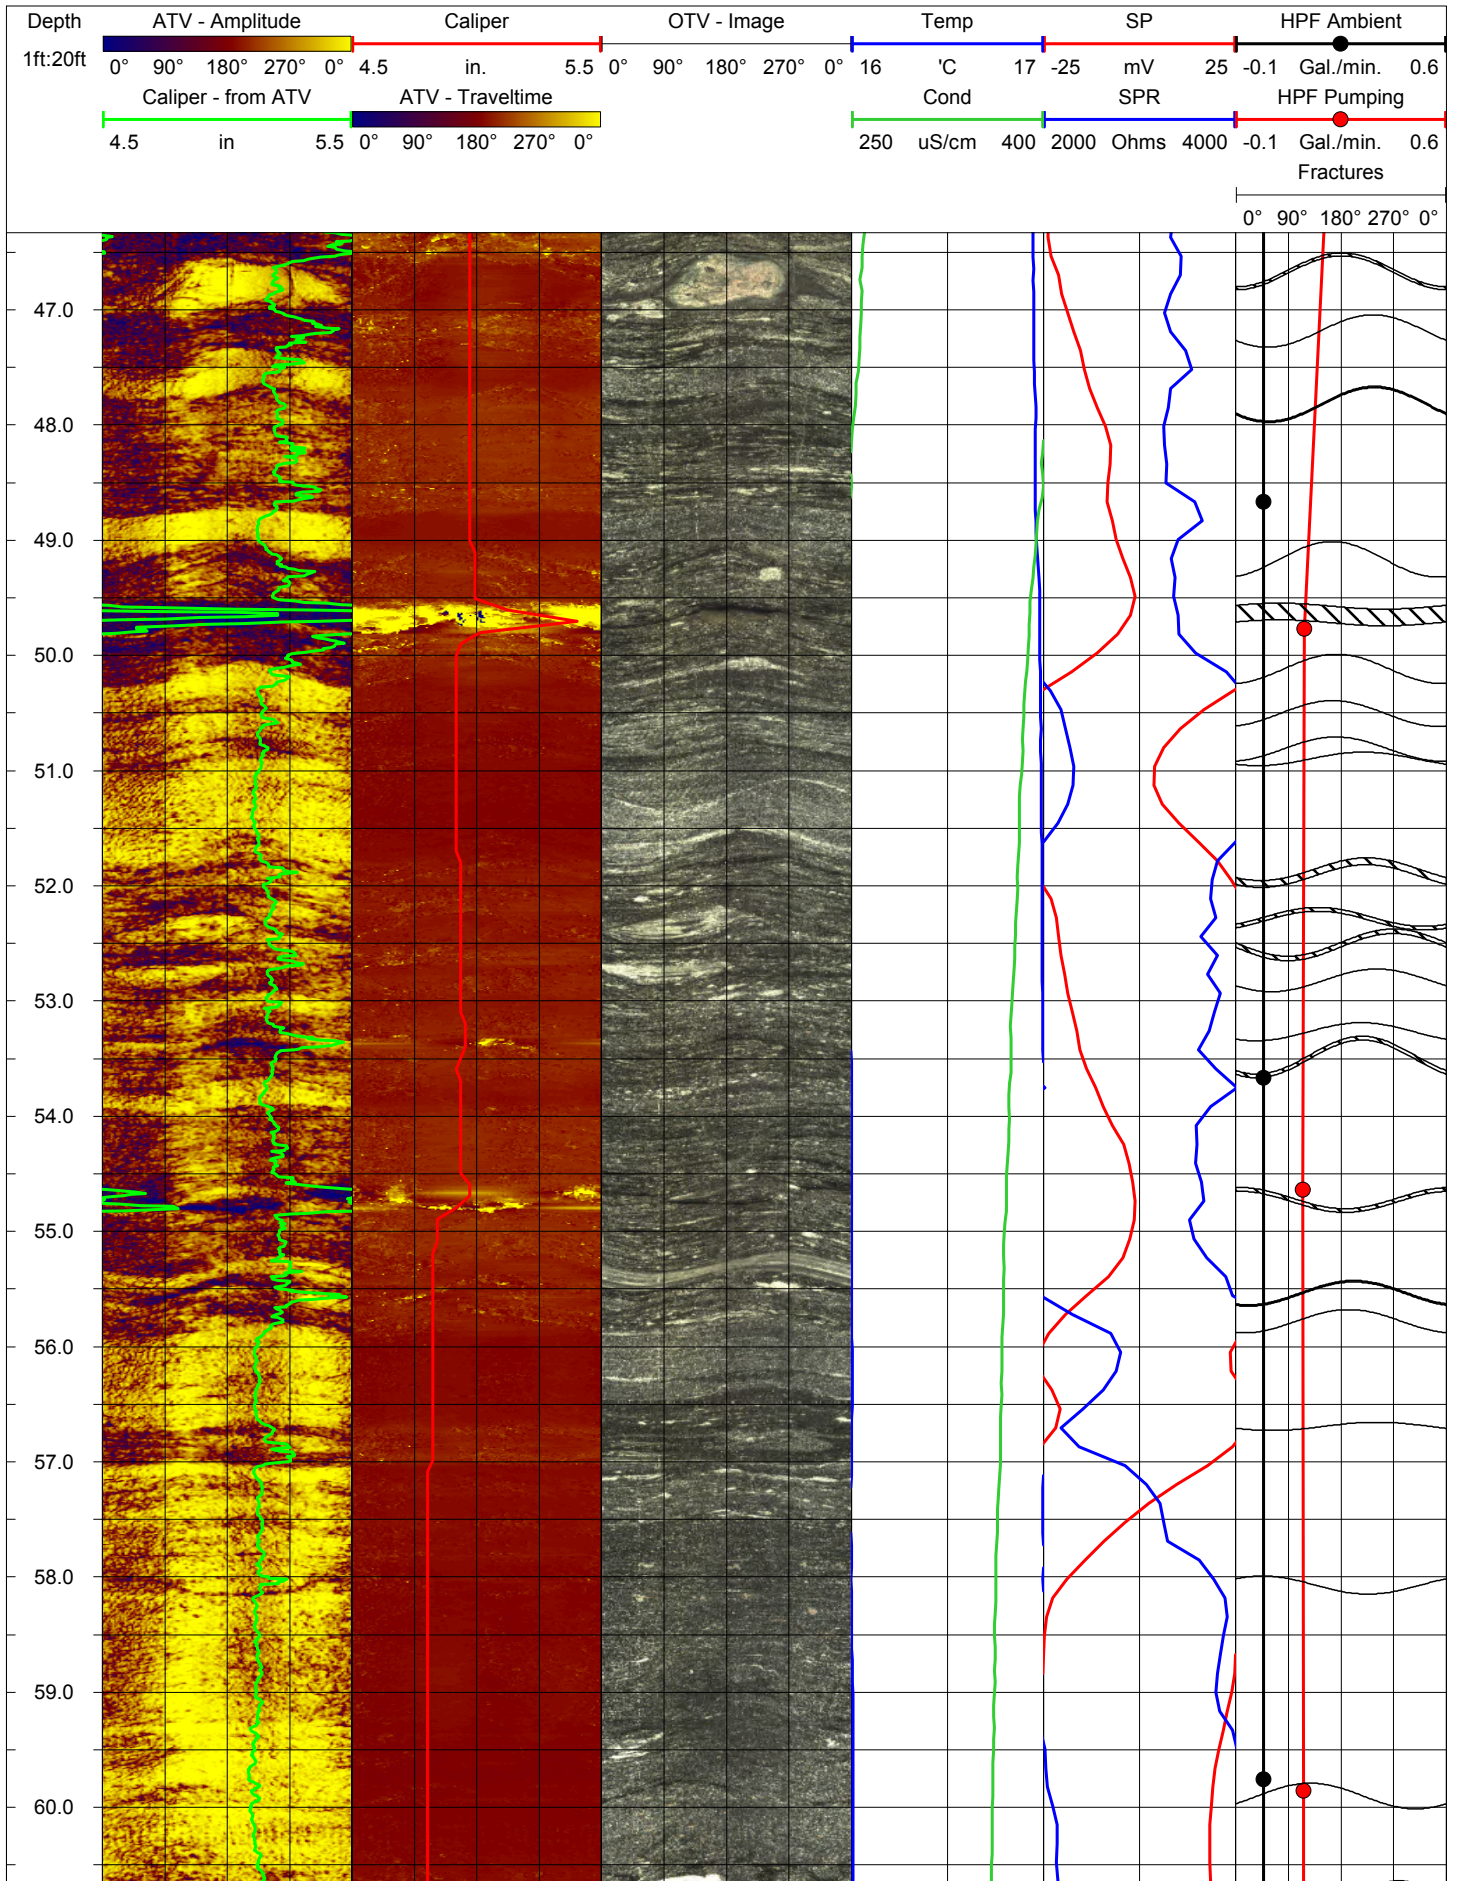 Depth ATV - Amplitude Caliper OTV - Image Temp SP HPF Ambient
1ft:20ft 0° 90° 180° 270° 0° 4.5 in. 5.5 0° 90° 180° 270° 0° 16 'C 17 -25 mV 25 -0.1 Gal./min. 0.6
Caliper - from ATV ATV - Traveltime Cond SPR HPF Pumping
4.5 in 5.5 0° 90° 180° 270° 0° 250 uS/cm 400 2000 Ohms 4000 -0.1 Gal./min. 0.6
Fractures
0° 90° 180° 270° 0°
47.0
48.0
49.0
50.0
51.0
52.0
53.0
54.0
55.0
56.0
57.0
58.0
59.0
60.0